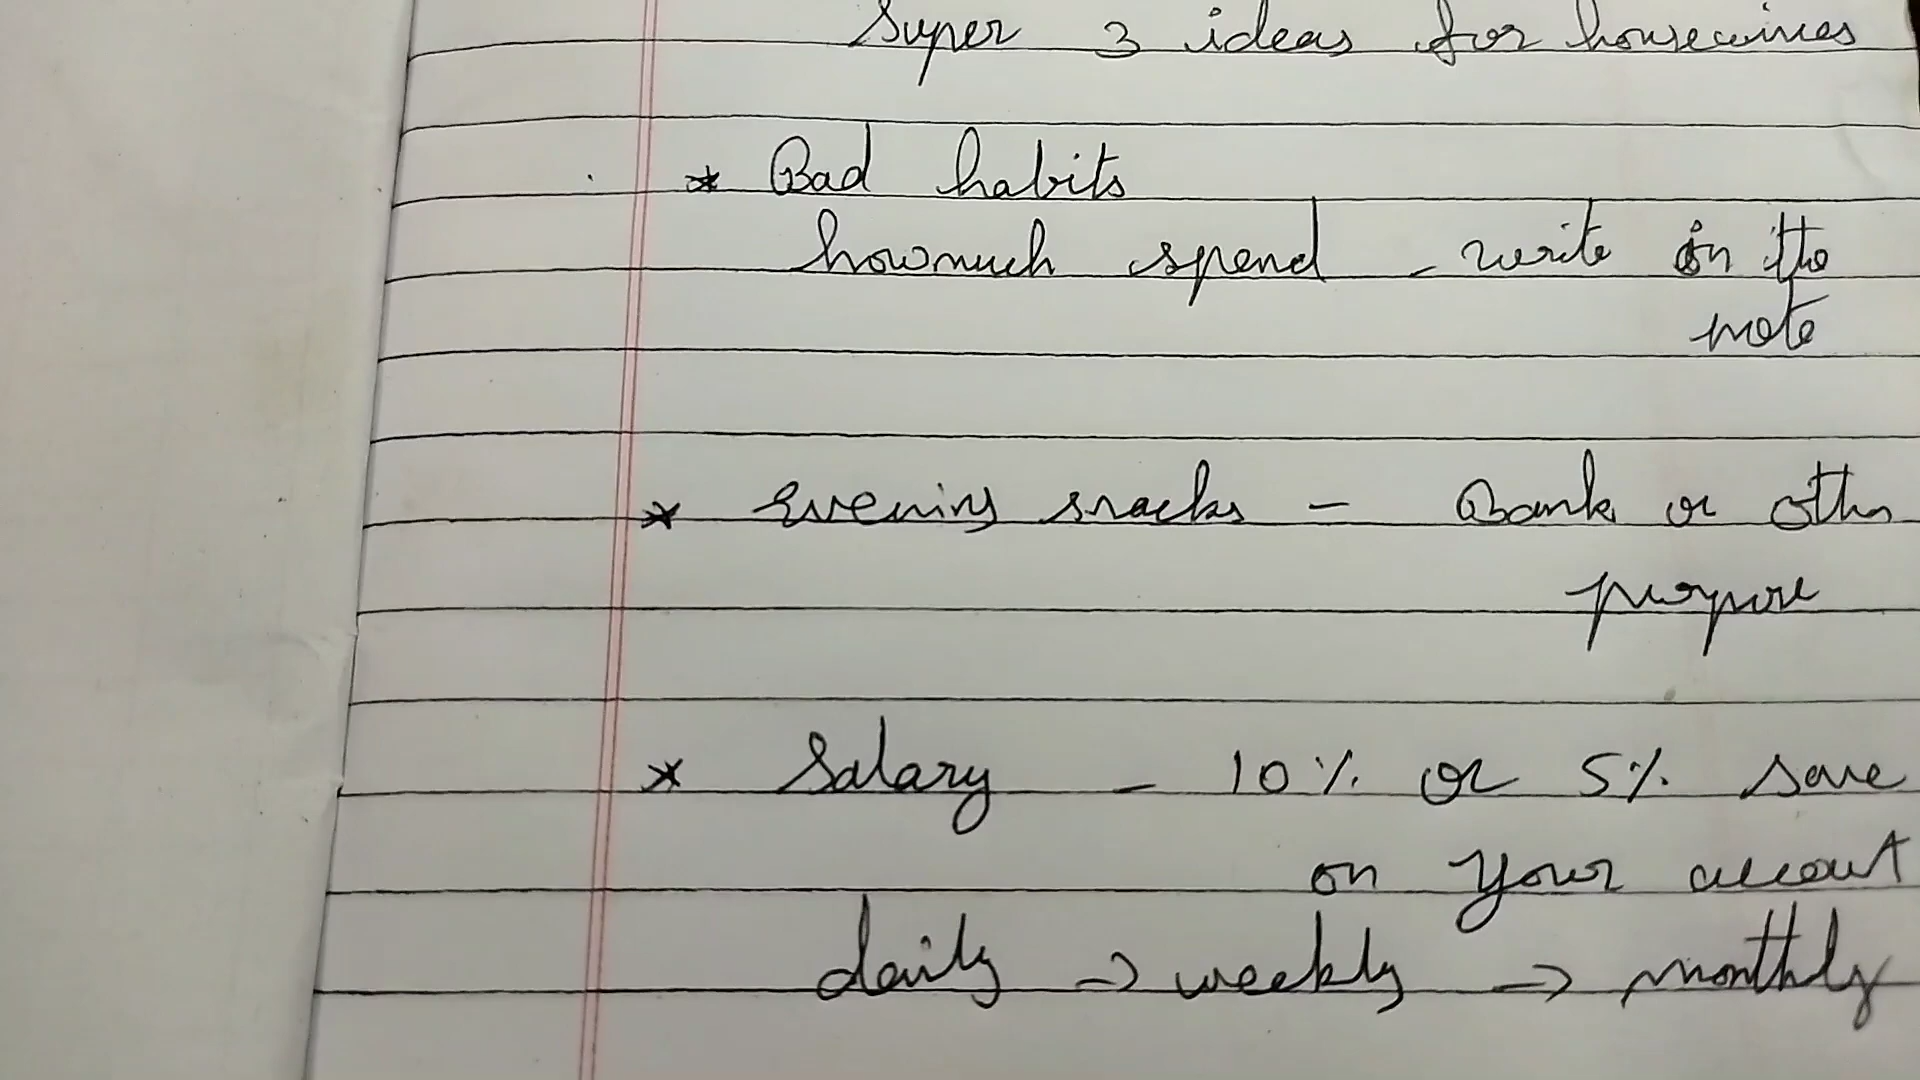 Super 3 ideas for housewives
* Bad habits
howmuch spend - write in the
note
* Evening snacks - Bank or other
purpose
* Salary - 10% or 5% save
on your account
daily → weekly → monthly